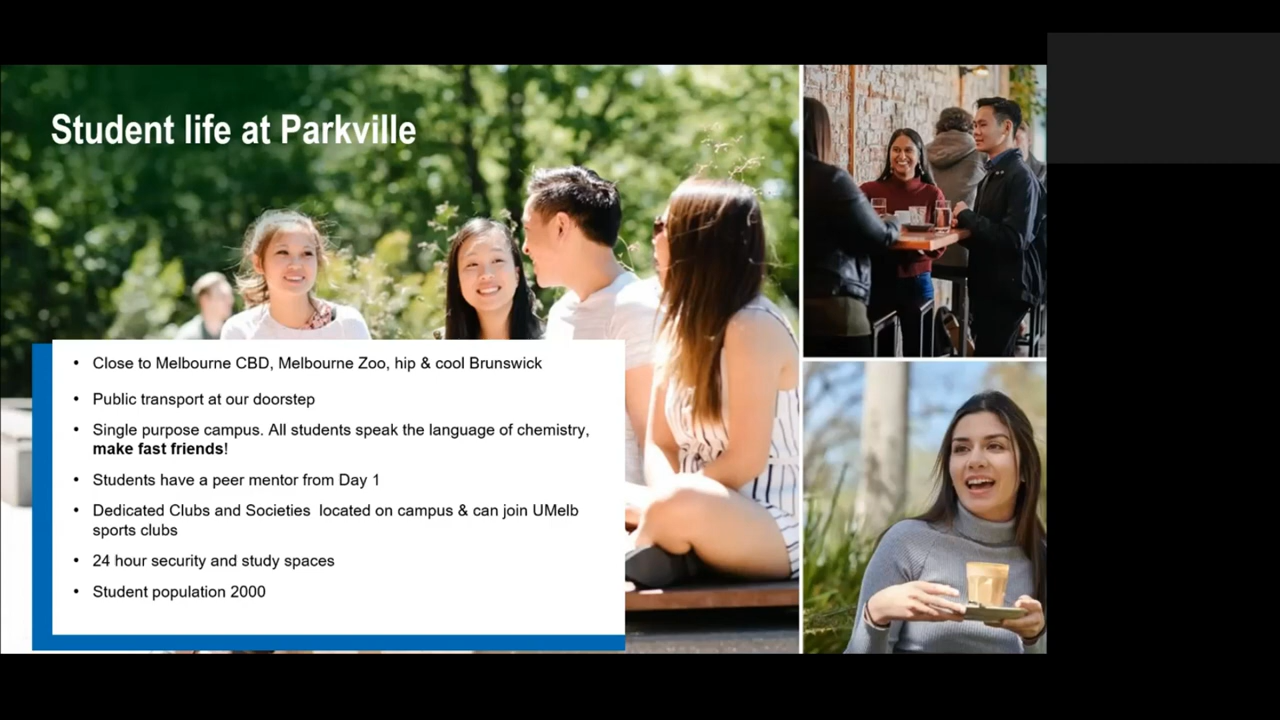 Student life at Parkville
• Close to Melbourne CBD, Melbourne Zoo, hip & cool Brunswick
• Public transport at our doorstep
• Single purpose campus. All students speak the language of chemistry,
make fast friends!
• Students have a peer mentor from Day 1
• Dedicated Clubs and Societies  located on campus & can join UMelb
sports clubs
• 24 hour security and study spaces
• Student population 2000